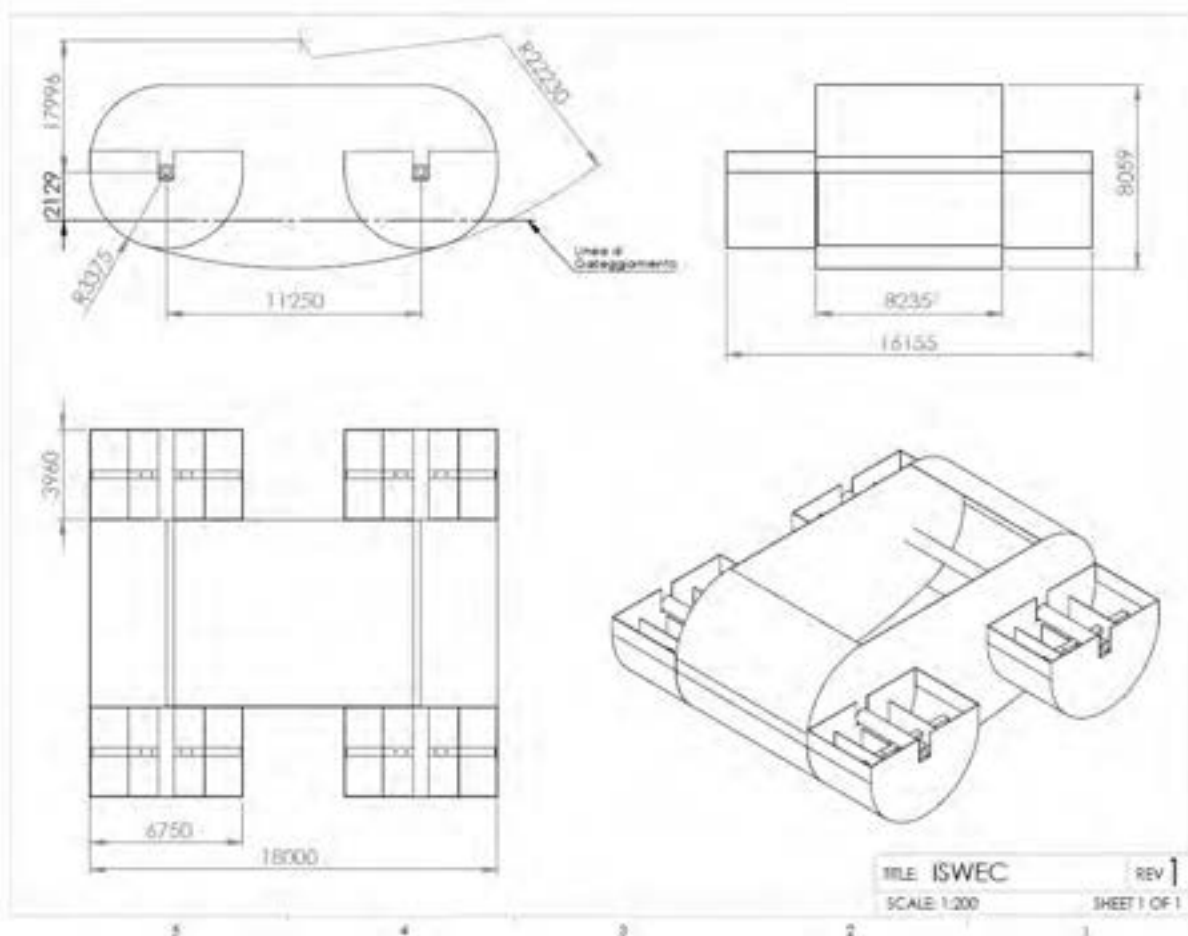 17996
R22230
2129
R3375
11250
Linea di
Galleggiamento
8059
8235
16155
3960
6750
18000
TITLE: ISWEC
REV 1
SCALE: 1:200
SHEET 1 OF 1
5
4
3
2
1